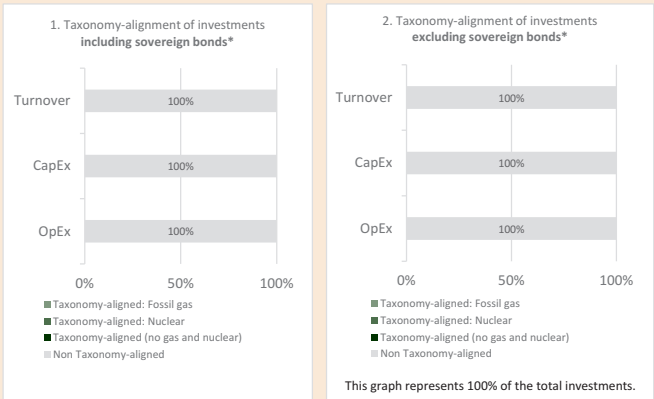 1. Taxonomy-alignment of investments
including sovereign bonds*
Turnover
100%
CapEx
100%
OpEx
100%
0%
50%
100%
Taxonomy-aligned: Fossil gas
Taxonomy-aligned: Nuclear
Taxonomy-aligned (no gas and nuclear)
Non Taxonomy-aligned
2. Taxonomy-alignment of investments
excluding sovereign bonds*
Turnover
100%
CapEx
100%
OpEx
100%
0%
50%
100%
Taxonomy-aligned: Fossil gas
Taxonomy-aligned: Nuclear
Taxonomy-aligned (no gas and nuclear)
Non Taxonomy-aligned
This graph represents 100% of the total investments.